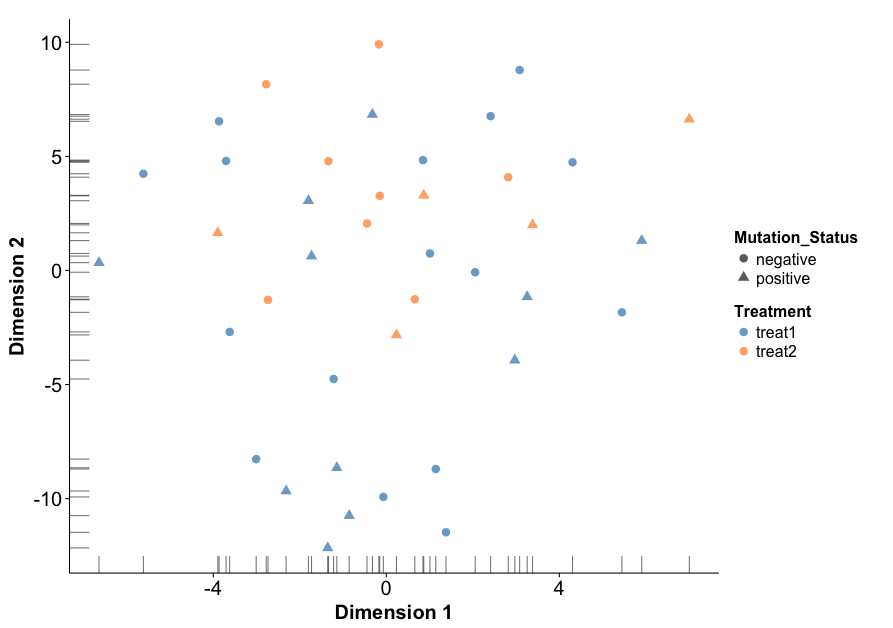 10
5
0
-5
-10
-4
0
4
Dimension 2
Dimension 1
Mutation_Status
negative
positive
Treatment
treat1
treat2